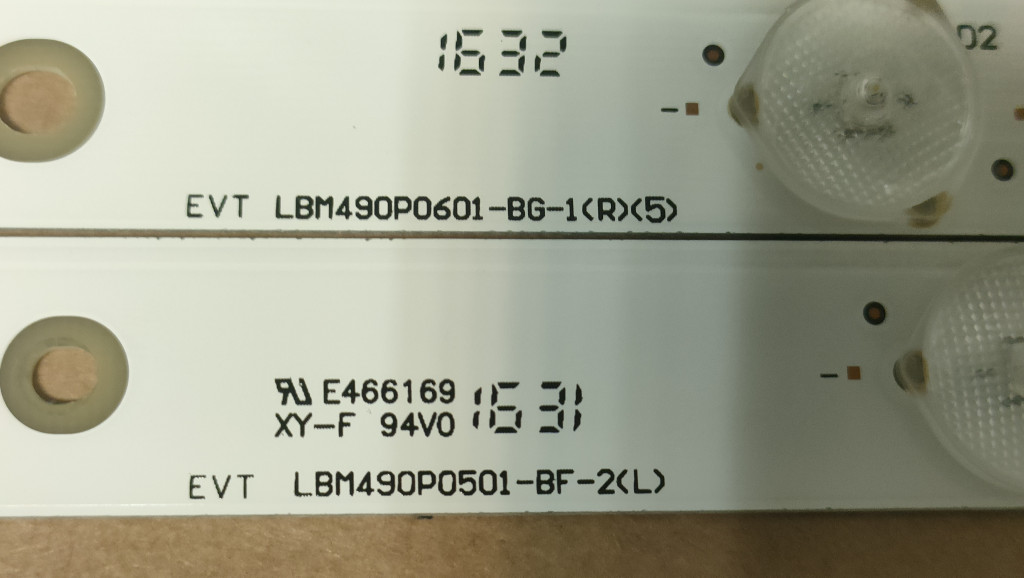 1632
D2
EVT LBM490P0601-BG-1(R)(5)
E466169
XY-F 94V0 1631
EVT LBM490P0501-BF-2(L)